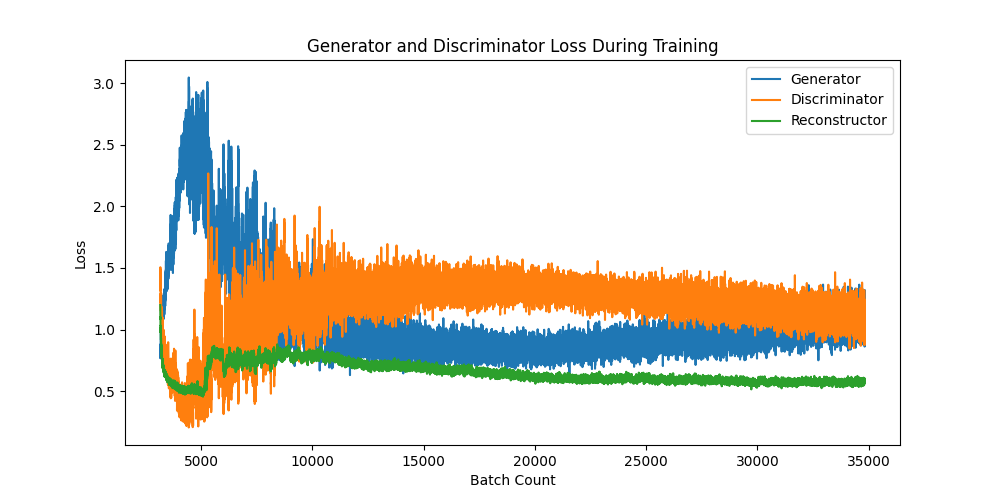 Generator and Discriminator Loss During Training
Generator
Discriminator
Reconstructor
Loss
3.0
2.5
2.0
1.5
1.0
0.5
5000 10000 15000 20000 25000 30000 35000
Batch Count